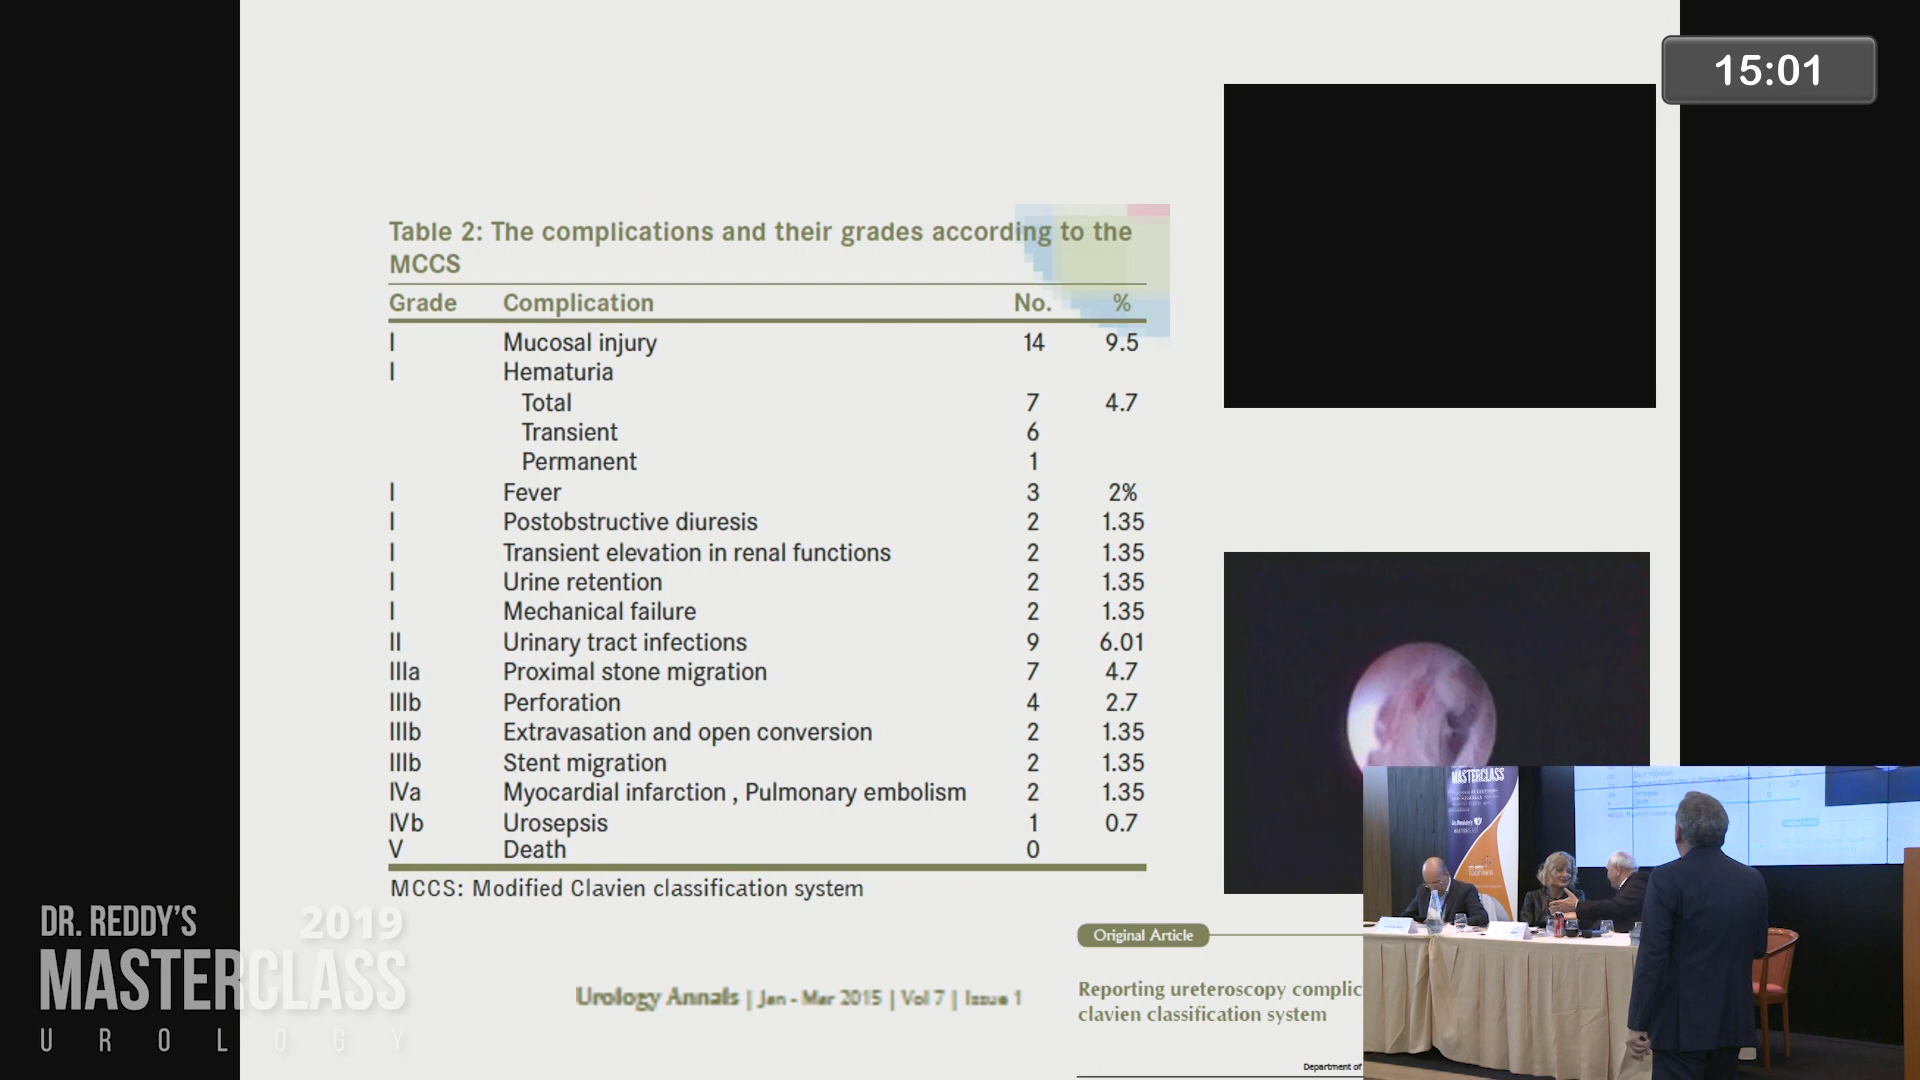 15:01
Table 2: The complications and their grades according to the
MCCS
Grade Complication No. %
I Mucosal injury 14 9.5
I Hematuria
Total 7 4.7
Transient 6
Permanent 1
I Fever 3 2%
I Postobstructive diuresis 2 1.35
I Transient elevation in renal functions 2 1.35
I Urine retention 2 1.35
I Mechanical failure 2 1.35
II Urinary tract infections 9 6.01
IIIa Proximal stone migration 7 4.7
IIIb Perforation 4 2.7
IIIb Extravasation and open conversion 2 1.35
IIIb Stent migration 2 1.35
IVa Myocardial infarction , Pulmonary embolism 2 1.35
IVb Urosepsis 1 0.7
V Death 0
MCCS: Modified Clavien classification system
Original Article
Urology Annals | Jan - Mar 2015 | Vol 7 | Issue 1
Reporting ureteroscopy complic
clavien classification system
Department of
DR. REDDY'S 2019
MASTERCLASS
UROLOGY
MASTERCLASS
Dr. Reddy's